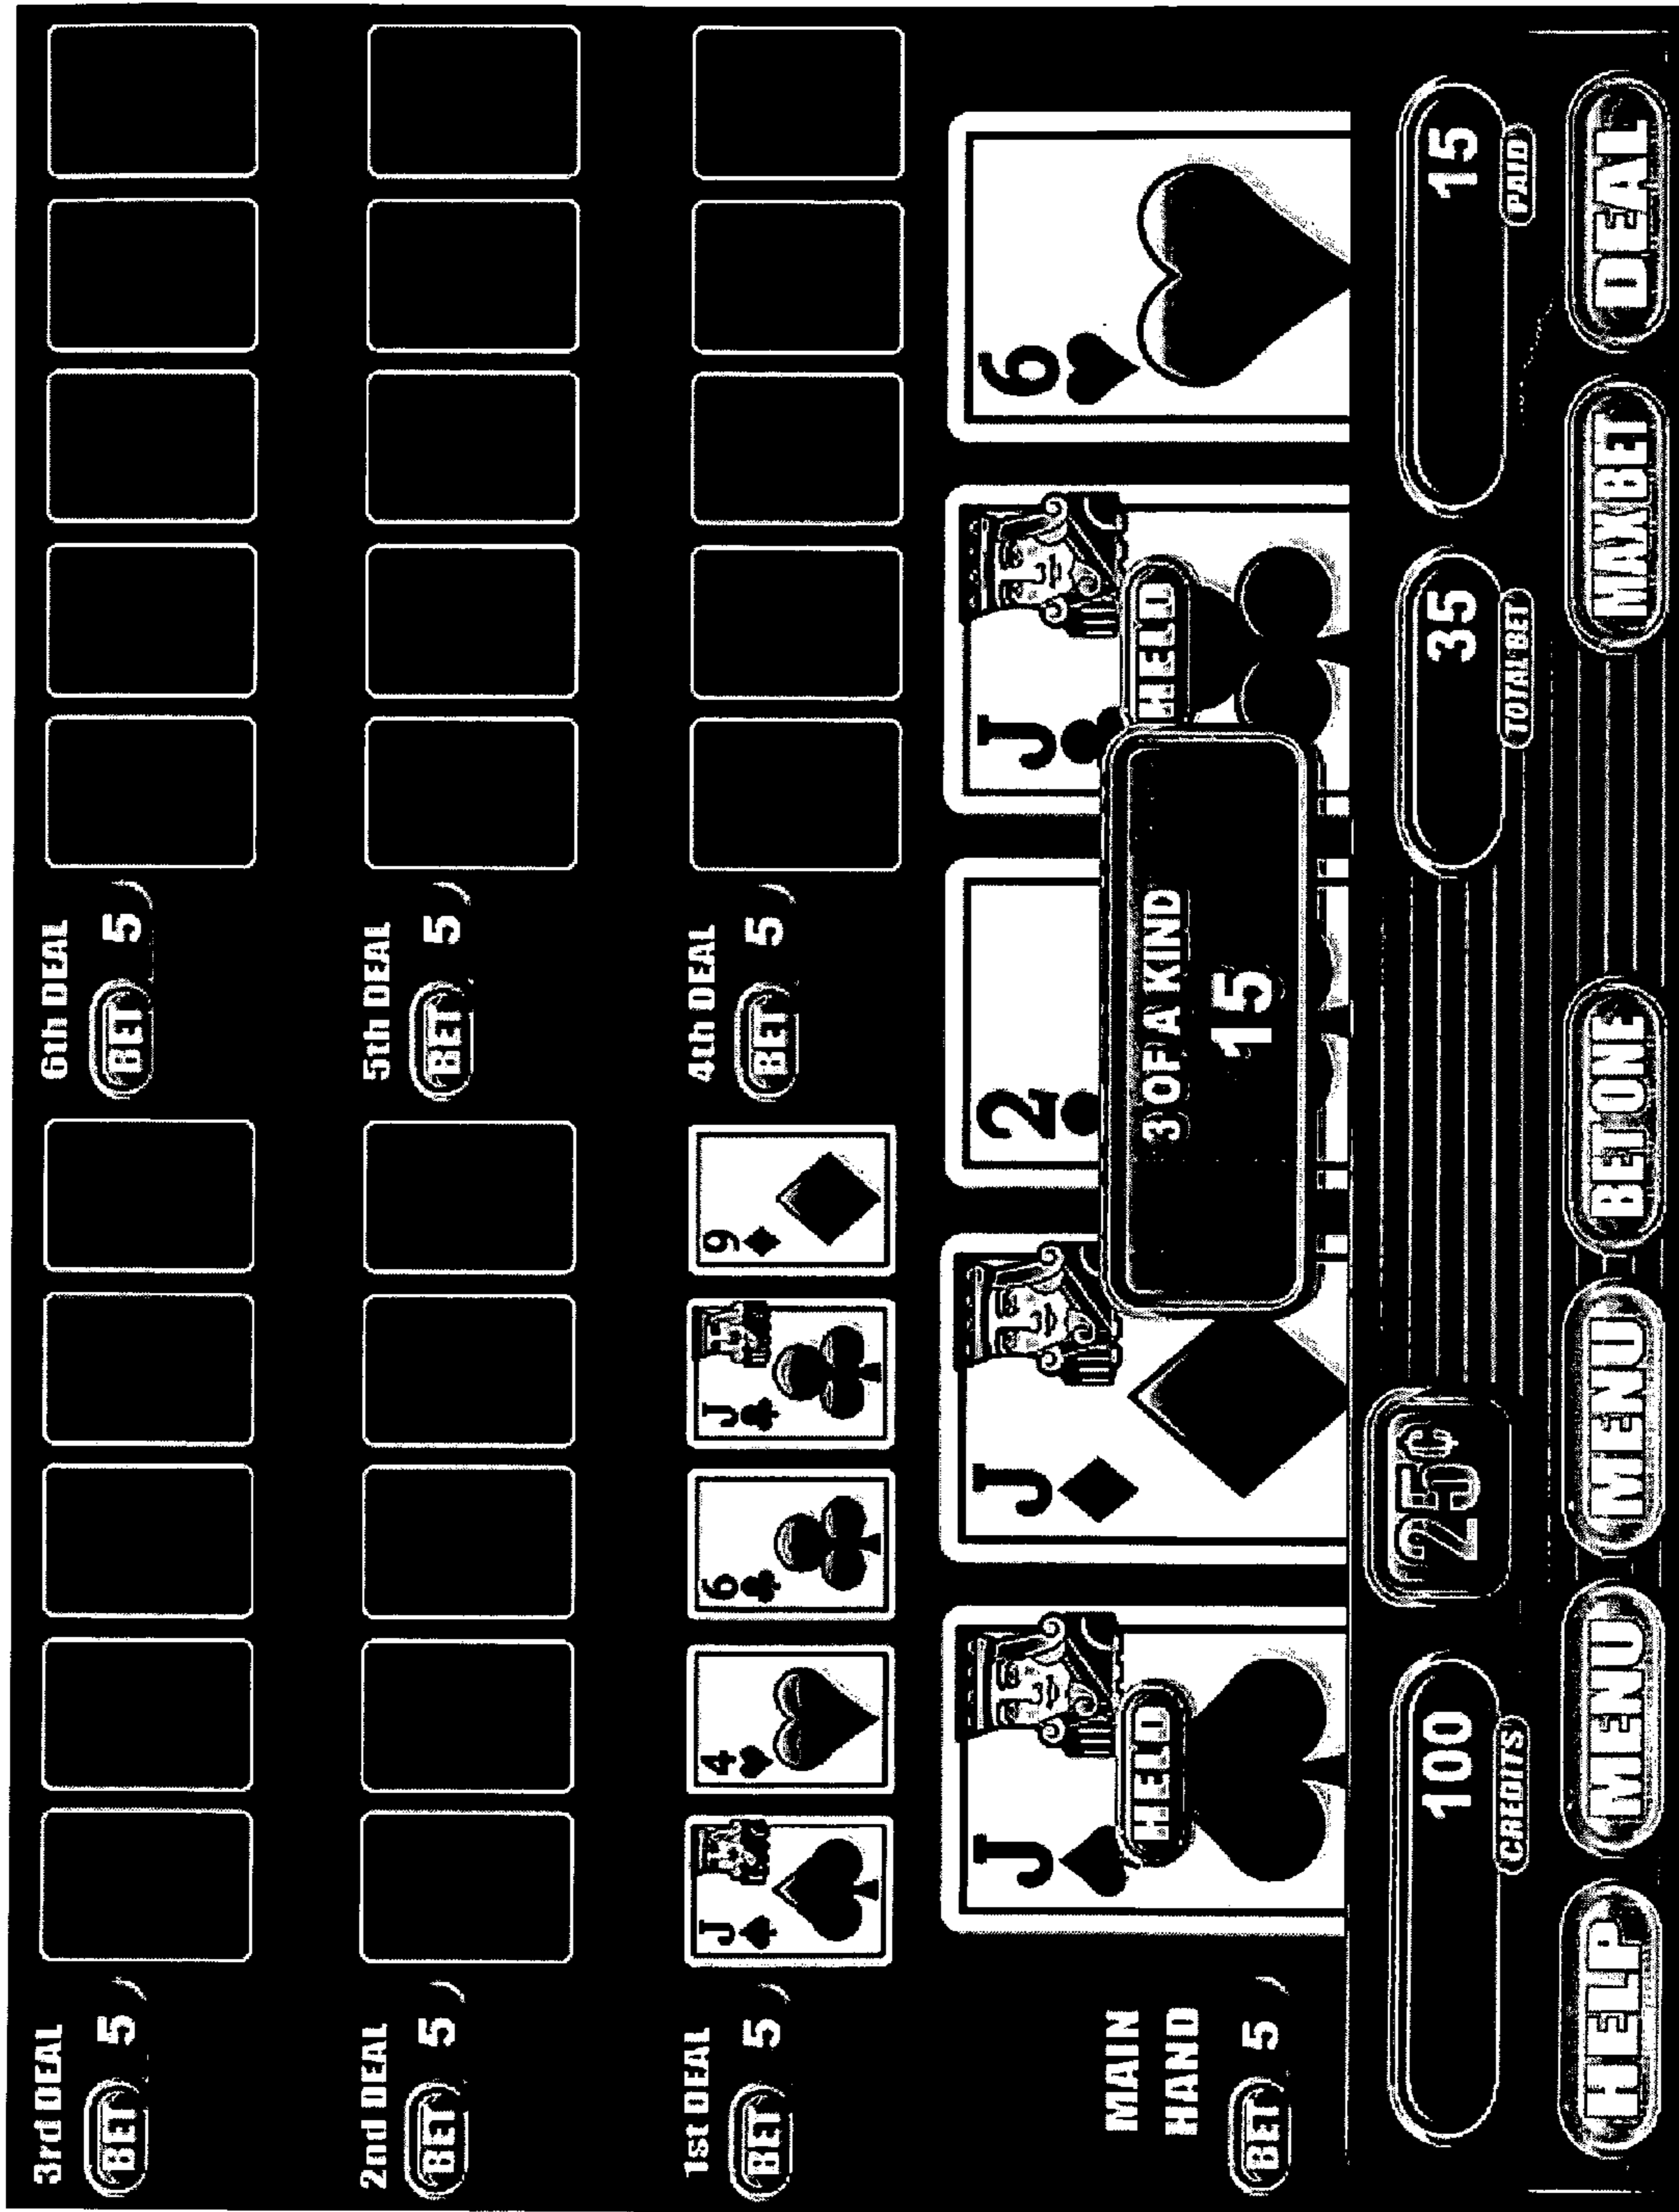 3rd DEAL
BET 5
6th DEAL
BET 5
2nd DEAL
BET 5
5th DEAL
BET 5
1st DEAL
BET 5
J 4 6 J 9
4th DEAL
BET 5
MAIN
HAND
BET 5
J J 2 J 6
HELD HELD
3 OF A KIND
15
100
CREDITS
25¢
35
TOTAL BET
15
PAID
HELP MENU MENU BET ONE MAX BET DEAL